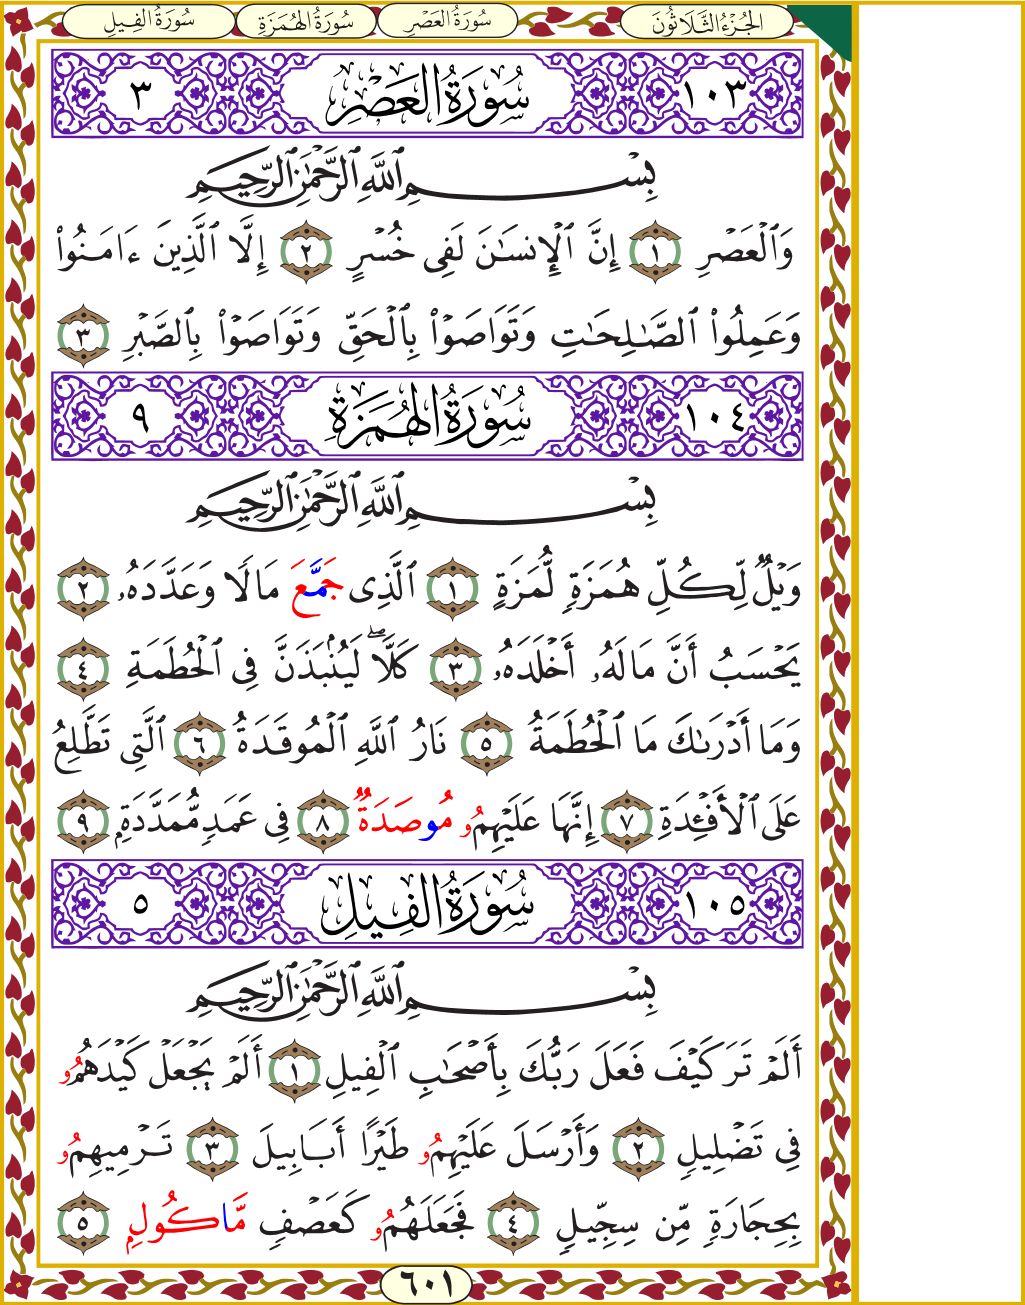 الجُزْءُ الثَّلَاثُونَ سُورَةُ العَصْرِ سُورَةُ الهُمَزَةِ سُورَةُ الفِيلِ
١٠٣ سُورَةُ العَصْرِ ٣
بِسْمِ ٱللَّهِ ٱلرَّحْمَٰنِ ٱلرَّحِيمِ
وَٱلْعَصْرِ ١ إِنَّ ٱلْإِنسَٰنَ لَفِى خُسْرٍ ٢ إِلَّا ٱلَّذِينَ ءَامَنُوا۟
وَعَمِلُوا۟ ٱلصَّٰلِحَٰتِ وَتَوَاصَوْا۟ بِٱلْحَقِّ وَتَوَاصَوْا۟ بِٱلصَّبْرِ ٣
١٠٤ سُورَةُ الهُمَزَةِ ٩
بِسْمِ ٱللَّهِ ٱلرَّحْمَٰنِ ٱلرَّحِيمِ
وَيْلٌ لِّكُلِّ هُمَزَةٍ لُّمَزَةٍ ١ ٱلَّذِى جَمَّعَ مَالًا وَعَدَّدَهُۥ ٢
يَحْسَبُ أَنَّ مَالَهُۥ أَخْلَدَهُۥ ٣ كَلَّاۖ لَيُنۢبَذَنَّ فِى ٱلْحُطَمَةِ ٤
وَمَا أَدْرَىٰكَ مَا ٱلْحُطَمَةُ ٥ نَارُ ٱللَّهِ ٱلْمُوقَدَةُ ٦ ٱلَّتِى تَطَّلِعُ
عَلَى ٱلْأَفْـِٔدَةِ ٧ إِنَّهَا عَلَيْهِمُۥ مُوصَدَةٌ ٨ فِى عَمَدٍ مُّمَدَّدَةٍ ٩
١٠٥ سُورَةُ الفِيلِ ٥
بِسْمِ ٱللَّهِ ٱلرَّحْمَٰنِ ٱلرَّحِيمِ
أَلَمْ تَرَ كَيْفَ فَعَلَ رَبُّكَ بِأَصْحَٰبِ ٱلْفِيلِ ١ أَلَمْ يَجْعَلْ كَيْدَهُمُۥ
فِى تَضْلِيلٍ ٢ وَأَرْسَلَ عَلَيْهِمُۥ طَيْرًا أَبَابِيلَ ٣ تَرْمِيهِمُۥ
بِحِجَارَةٍ مِّن سِجِّيلٍ ٤ فَجَعَلَهُمُۥ كَعَصْفٍ مَّاكُولٍ ٥
٦٠١